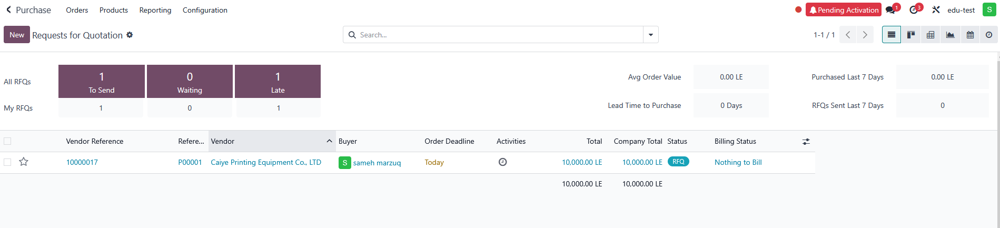 Purchase Orders Products Reporting Configuration Pending Activation 1 3 edu-test S
New Requests for Quotation Search... 1-1 / 1
All RFQs 1 To Send 0 Waiting 1 Late
My RFQs 1 0 1
Avg Order Value 0.00 LE Purchased Last 7 Days 0.00 LE
Lead Time to Purchase 0 Days RFQs Sent Last 7 Days 0
Vendor Reference Refere... Vendor Buyer Order Deadline Activities Total Company Total Status Billing Status
10000017 P00001 Caiye Printing Equipment Co., LTD S sameh marzuq Today 10,000.00 LE 10,000.00 LE RFQ Nothing to Bill
10,000.00 LE 10,000.00 LE